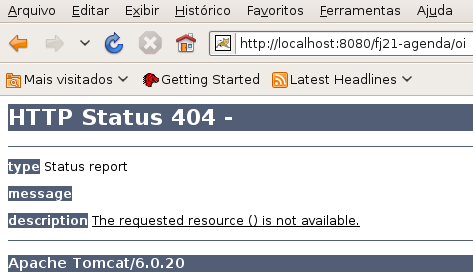 Arquivo Editar Exibir Histórico Favoritos Ferramentas Ajuda
http://localhost:8080/fj21-agenda/oi
Mais visitados Getting Started Latest Headlines
HTTP Status 404 -
type Status report
message
description The requested resource () is not available.
Apache Tomcat/6.0.20